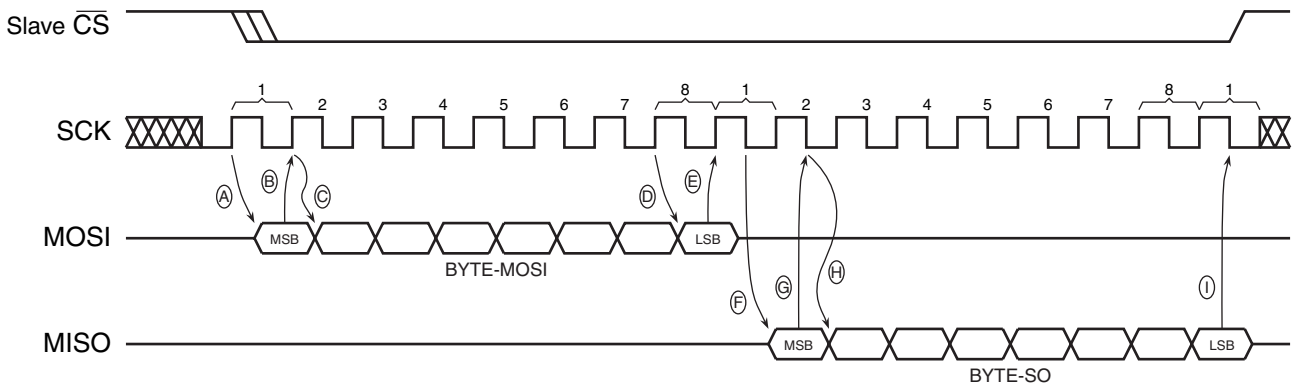 Slave CS
1 2 3 4 5 6 7 8 1 2 3 4 5 6 7 8 1
SCK
A B C D E
MOSI MSB LSB
BYTE-MOSI
F G H I
MISO MSB LSB
BYTE-SO